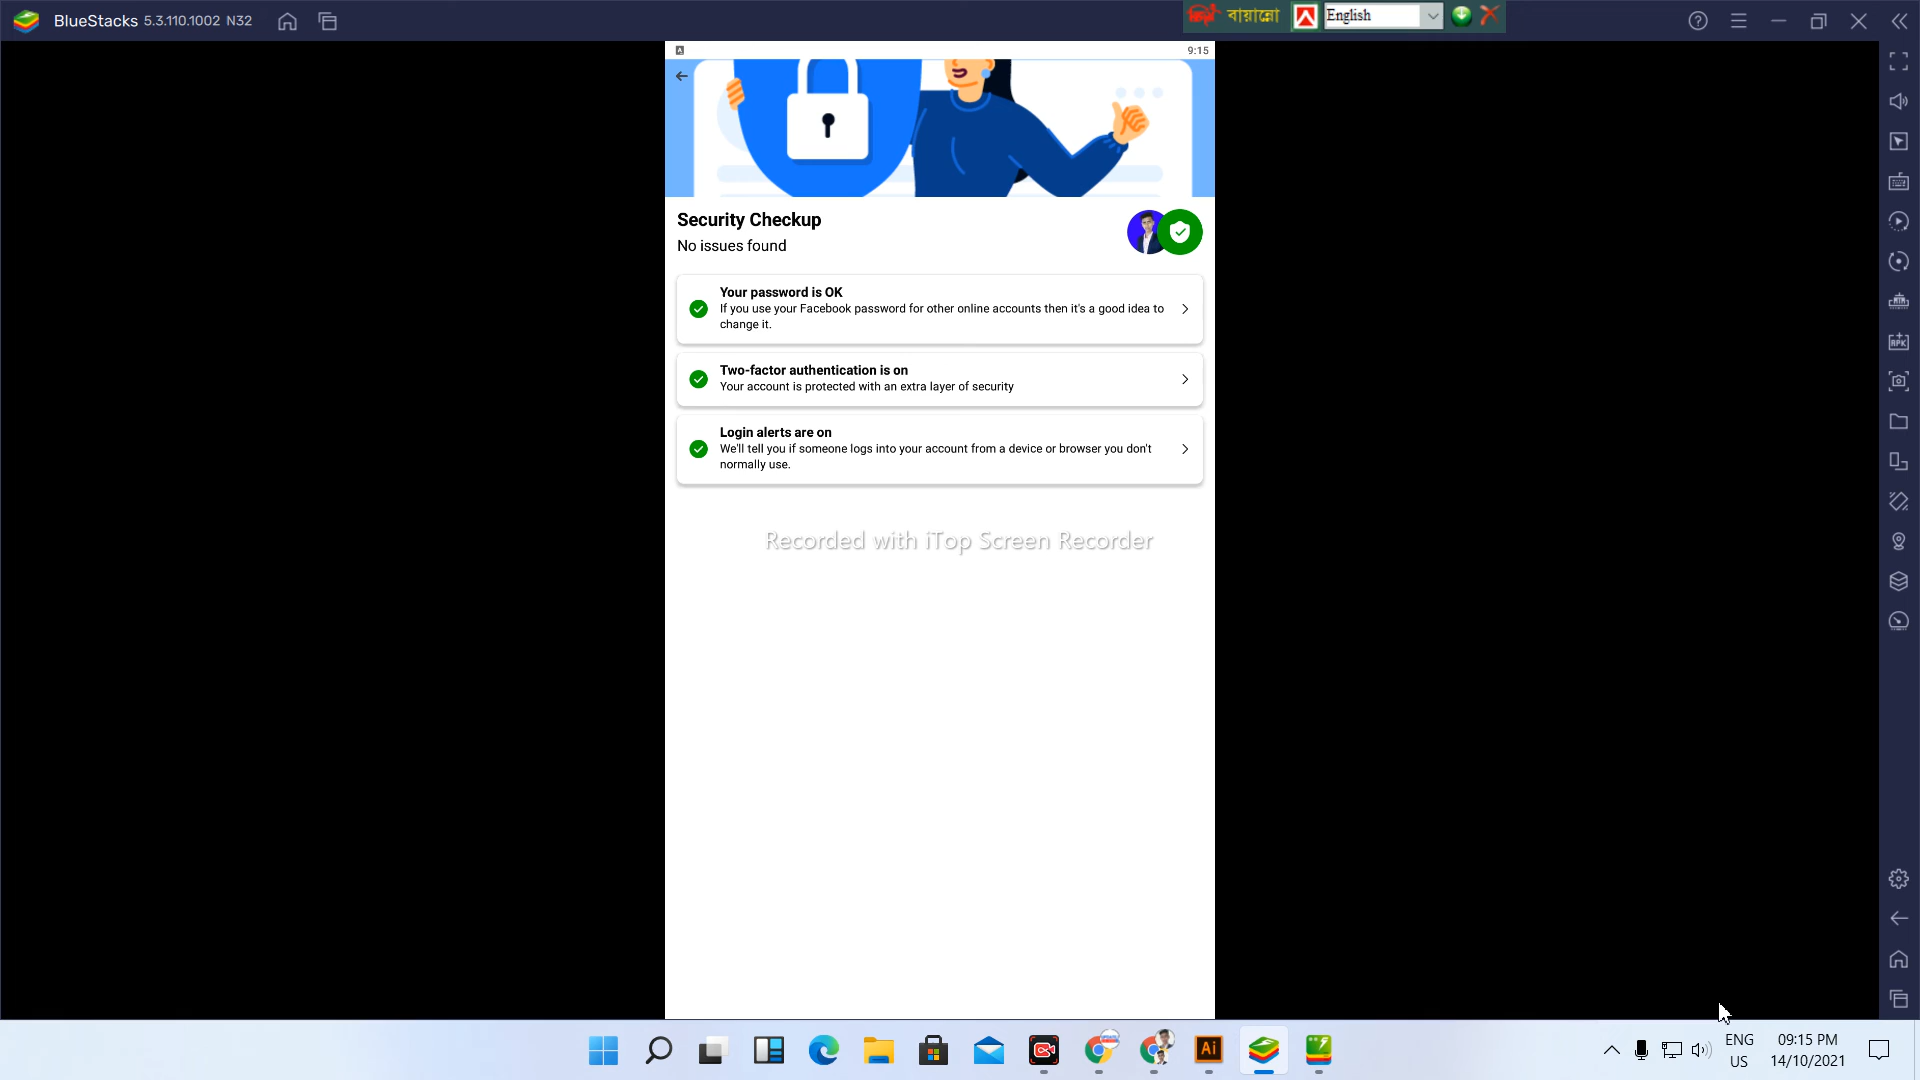 BlueStacks 5.3.110.1002 N32
বায়ান্নো
English
9:15
Security Checkup
No issues found
Your password is OK
If you use your Facebook password for other online accounts then it's a good idea to
change it.
Two-factor authentication is on
Your account is protected with an extra layer of security
Login alerts are on
We'll tell you if someone logs into your account from a device or browser you don't
normally use.
Recorded with iTop Screen Recorder
Ai
ENG
US
09:15 PM
14/10/2021